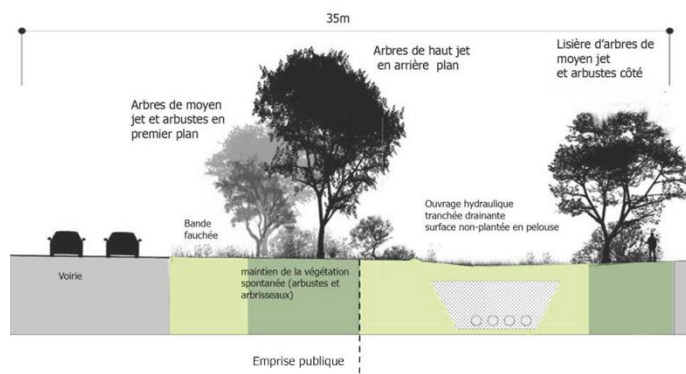 35m
Arbres de haut jet
en arrière plan
Lisière d'arbres de
moyen jet
et arbustes côté
Arbres de moyen
jet et arbustes en
premier plan
Bande
fauchée
Ouvrage hydraulique
tranchée drainante
surface non-plantée en pelouse
Voirie
maintien de la végétation
spontanée (arbustes et
arbrisseaux)
Emprise publique